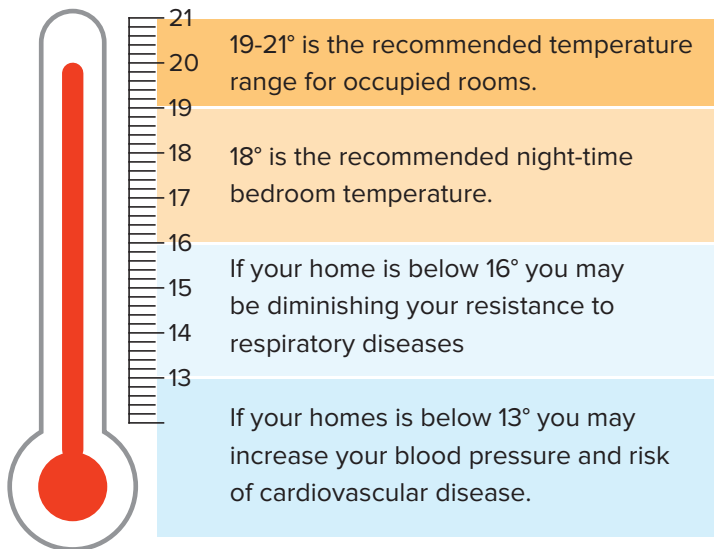 21
19-21° is the recommended temperature
20
range for occupied rooms.
19
18
18° is the recommended night-time
17
bedroom temperature.
16
If your home is below 16° you may
15
be diminishing your resistance to
14
respiratory diseases
13
If your homes is below 13° you may
increase your blood pressure and risk
of cardiovascular disease.